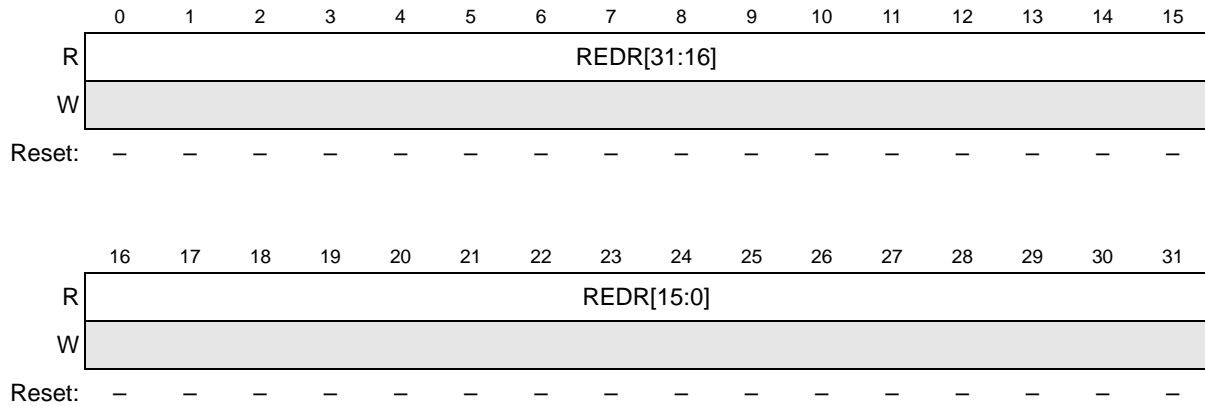 0 1 2 3 4 5 6 7 8 9 10 11 12 13 14 15
R REDR[31:16]
W
Reset: – – – – – – – – – – – – – – – –
16 17 18 19 20 21 22 23 24 25 26 27 28 29 30 31
R REDR[15:0]
W
Reset: – – – – – – – – – – – – – – – –